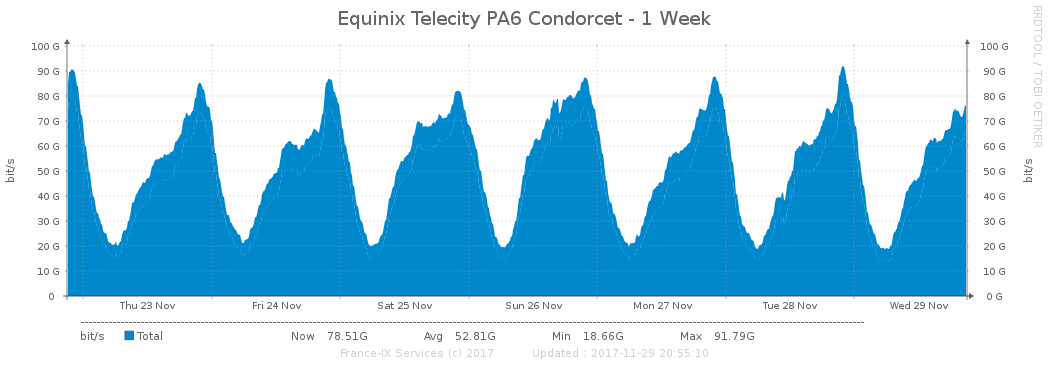 Equinix Telecity PA6 Condorcet - 1 Week
RRDTOOL / TOBI OETIKER
100 G 100 G
90 G 90 G
80 G 80 G
70 G 70 G
60 G 60 G
50 G 50 G
40 G 40 G
30 G 30 G
20 G 20 G
10 G 10 G
0 0 G
bit/s bit/s
Thu 23 Nov Fri 24 Nov Sat 25 Nov Sun 26 Nov Mon 27 Nov Tue 28 Nov Wed 29 Nov
bit/s Total Now 78.51G Avg 52.81G Min 18.66G Max 91.79G
France-IX Services (c) 2017 Updated : 2017-11-29 20:55:10